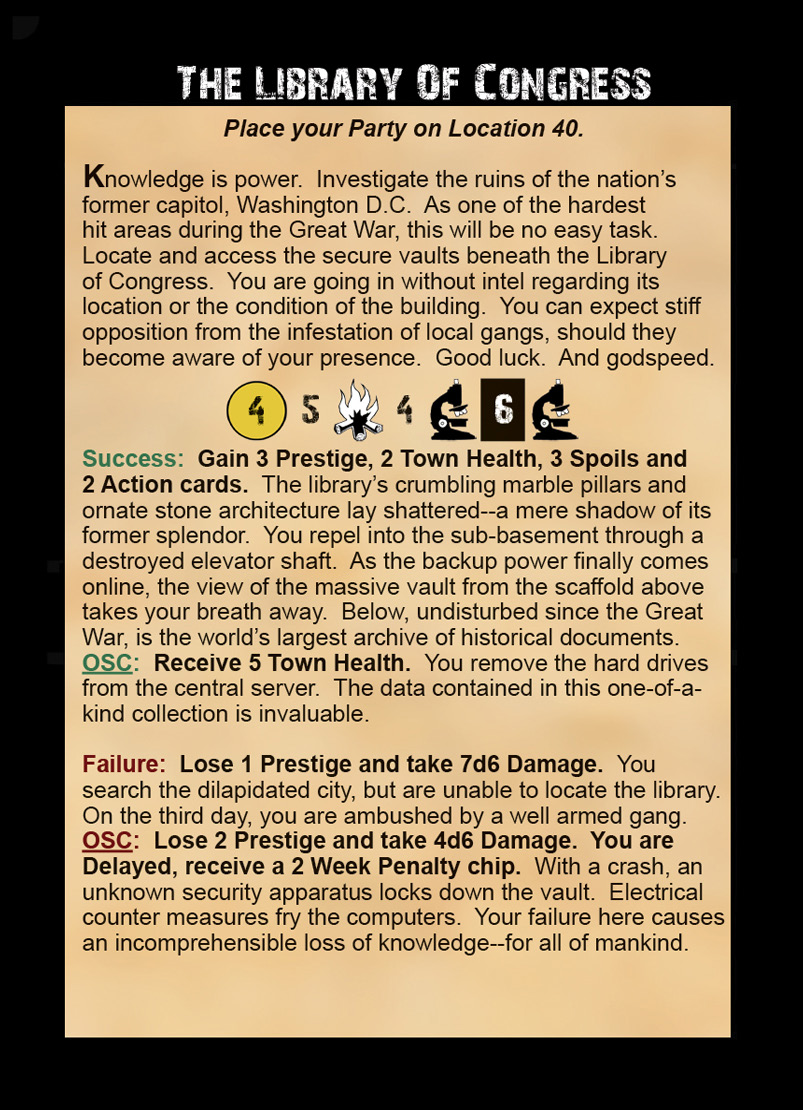 THE LIBRARY OF CONGRESS
Place your Party on Location 40.
Knowledge is power.  Investigate the ruins of the nation's
former capitol, Washington D.C.  As one of the hardest
hit areas during the Great War, this will be no easy task.
Locate and access the secure vaults beneath the Library
of Congress.  You are going in without intel regarding its
location or the condition of the building.  You can expect stiff
opposition from the infestation of local gangs, should they
become aware of your presence.  Good luck.  And godspeed.
4 5 4 6
Success:  Gain 3 Prestige, 2 Town Health, 3 Spoils and
2 Action cards.  The library's crumbling marble pillars and
ornate stone architecture lay shattered--a mere shadow of its
former splendor.  You repel into the sub-basement through a
destroyed elevator shaft.  As the backup power finally comes
online, the view of the massive vault from the scaffold above
takes your breath away.  Below, undisturbed since the Great
War, is the world's largest archive of historical documents.
OSC:  Receive 5 Town Health.  You remove the hard drives
from the central server.  The data contained in this one-of-a-
kind collection is invaluable.
Failure:  Lose 1 Prestige and take 7d6 Damage.  You
search the dilapidated city, but are unable to locate the library.
On the third day, you are ambushed by a well armed gang.
OSC:  Lose 2 Prestige and take 4d6 Damage.  You are
Delayed, receive a 2 Week Penalty chip.  With a crash, an
unknown security apparatus locks down the vault.  Electrical
counter measures fry the computers.  Your failure here causes
an incomprehensible loss of knowledge--for all of mankind.